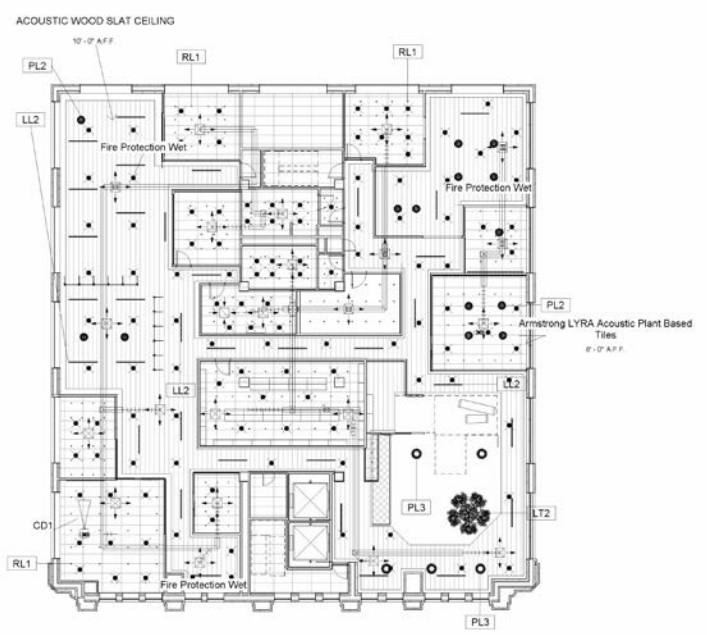 ACOUSTIC WOOD SLAT CEILING
10' - 0" A.F.F.
RL1
RL1
PL2
LL2
Fire Protection Wet
Fire Protection Wet
PL2
Armstrong LYRA Acoustic Plant Based
Tiles
8' - 0" A.F.F.
LL2
LL2
PL3
LT2
CD1
RL1
Fire Protection Wet
PL3